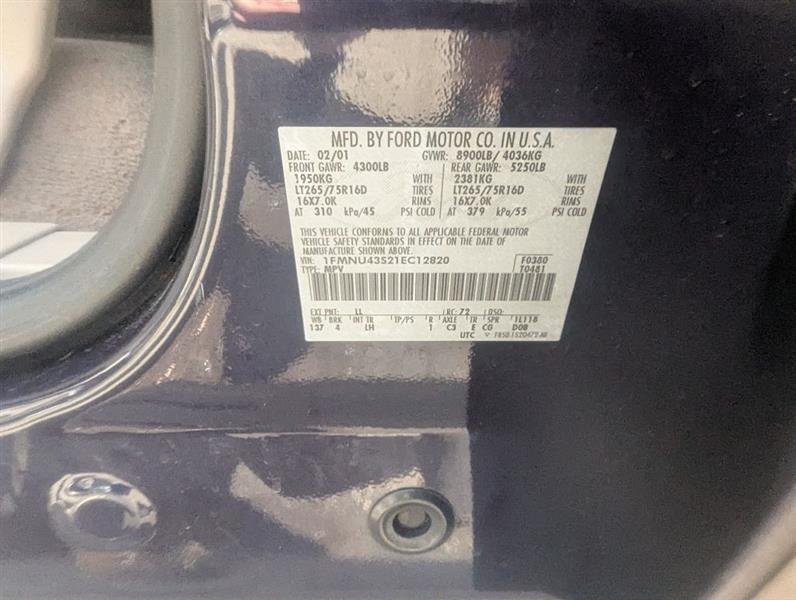 MFD. BY FORD MOTOR CO. IN U.S.A.
DATE: 02/01 GVWR: 8900LB/ 4036KG
FRONT GAWR: 4300LB REAR GAWR: 5250LB
1950KG WITH 2381KG WITH
LT265/75R16D TIRES LT265/75R16D TIRES
16X7.0K RIMS 16X7.0K RIMS
AT 310 kPa/45 PSI COLD AT 379 kPa/55 PSI COLD
THIS VEHICLE CONFORMS TO ALL APPLICABLE FEDERAL MOTOR
VEHICLE SAFETY STANDARDS IN EFFECT ON THE DATE OF
MANUFACTURE SHOWN ABOVE.
VIN: 1FMNU43S21EC12820 F0380
TYPE: MPV T0481
EXT PNT: LL RC: 72 DSO:
WB BRK INT TR TP/PS R AXLE TR SPR 1L118
137 4 LH 1 C3 E CG D08
UTC